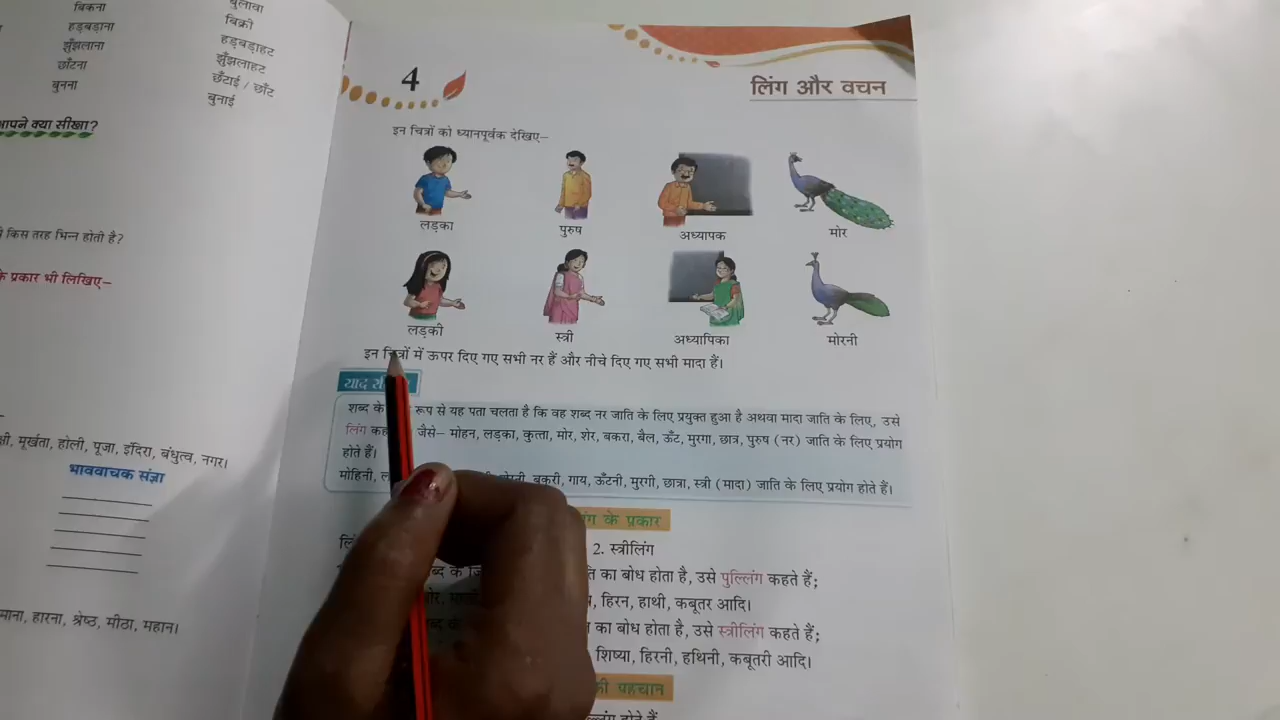 बिकना
बुलावा
हड़बड़ाना
बिक्री
झुँझलाना
हड़बड़ाहट
छाँटना
झुँझलाहट
बुनना
छँटाई / छाँट
बुनाई
आपने क्या सीखा?
किस तरह भिन्न होती है?
के प्रकार भी लिखिए–
मूर्खता, होली, पूजा, इंदिरा, बंधुत्व, नगर।
भाववाचक संज्ञा
माना, हारना, श्रेष्ठ, मीठा, महान।
4
लिंग और वचन
इन चित्रों को ध्यानपूर्वक देखिए–
लड़का पुरुष अध्यापक मोर
लड़की स्त्री अध्यापिका मोरनी
इन चित्रों में ऊपर दिए गए सभी नर हैं और नीचे दिए गए सभी मादा हैं।
याद
शब्द के रूप से यह पता चलता है कि वह शब्द नर जाति के लिए प्रयुक्त हुआ है अथवा मादा जाति के लिए, उसे
लिंग जैसे– मोहन, लड़का, कुत्ता, मोर, शेर, बकरा, बैल, ऊँट, मुरगा, छात्र, पुरुष (नर) जाति के लिए प्रयोग
होते हैं।
मोहिनी, बकरी, गाय, ऊँटनी, मुरगी, छात्रा, स्त्री (मादा) जाति के लिए प्रयोग होते हैं।
के प्रकार
2. स्त्रीलिंग
का बोध होता है, उसे पुल्लिंग कहते हैं;
हिरन, हाथी, कबूतर आदि।
का बोध होता है, उसे स्त्रीलिंग कहते हैं;
शिष्या, हिरनी, हथिनी, कबूतरी आदि।
की पहचान
होते हैं